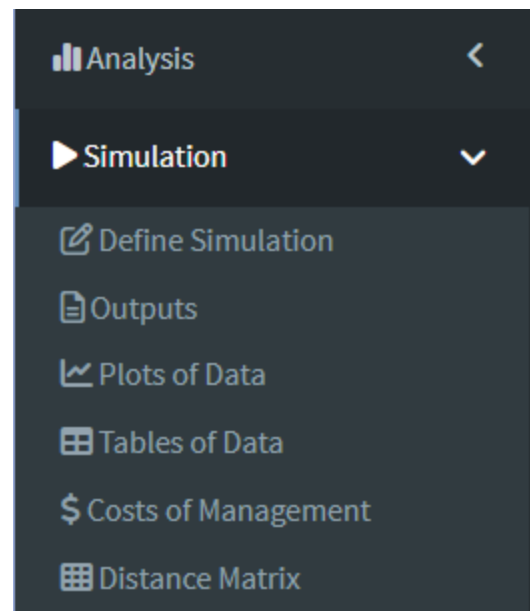 Analysis
Simulation
Define Simulation
Outputs
Plots of Data
Tables of Data
Costs of Management
Distance Matrix